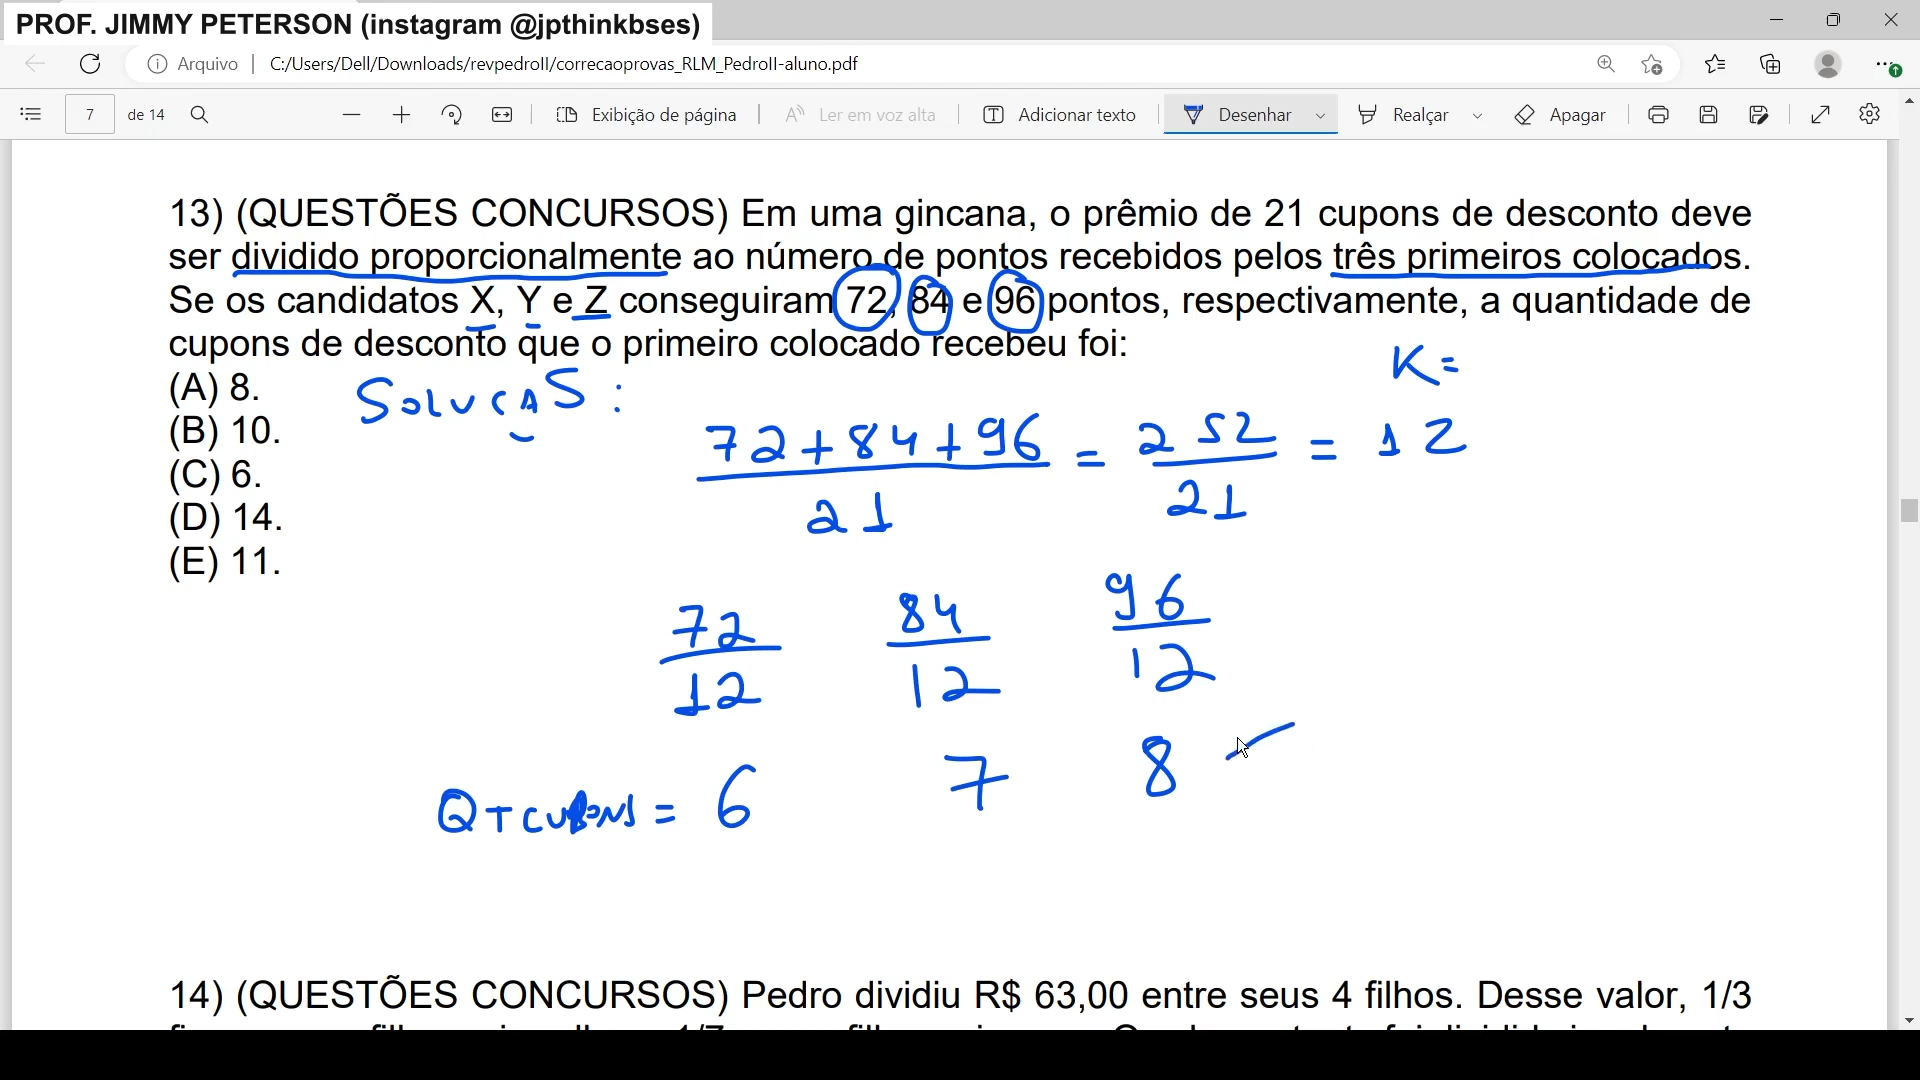 PROF. JIMMY PETERSON (instagram @jpthinkbses)
Arquivo | C:/Users/Dell/Downloads/revpedroII/correcaoprovas_RLM_PedroII-aluno.pdf
7 de 14 Exibição de página Ler em voz alta Adicionar texto Desenhar Realçar Apagar
13) (QUESTÕES CONCURSOS) Em uma gincana, o prêmio de 21 cupons de desconto deve
ser dividido proporcionalmente ao número de pontos recebidos pelos três primeiros colocados.
Se os candidatos X, Y e Z conseguiram 72, 84 e 96 pontos, respectivamente, a quantidade de
cupons de desconto que o primeiro colocado recebeu foi:
K=
(A) 8.
SOLUÇAS :
(B) 10.
72+84+96 = 252 = 12
(C) 6.
21 21
(D) 14.
(E) 11.
72 84 96
12 12 12
QT CUPONS = 6 7 8
14) (QUESTÕES CONCURSOS) Pedro dividiu R$ 63,00 entre seus 4 filhos. Desse valor, 1/3